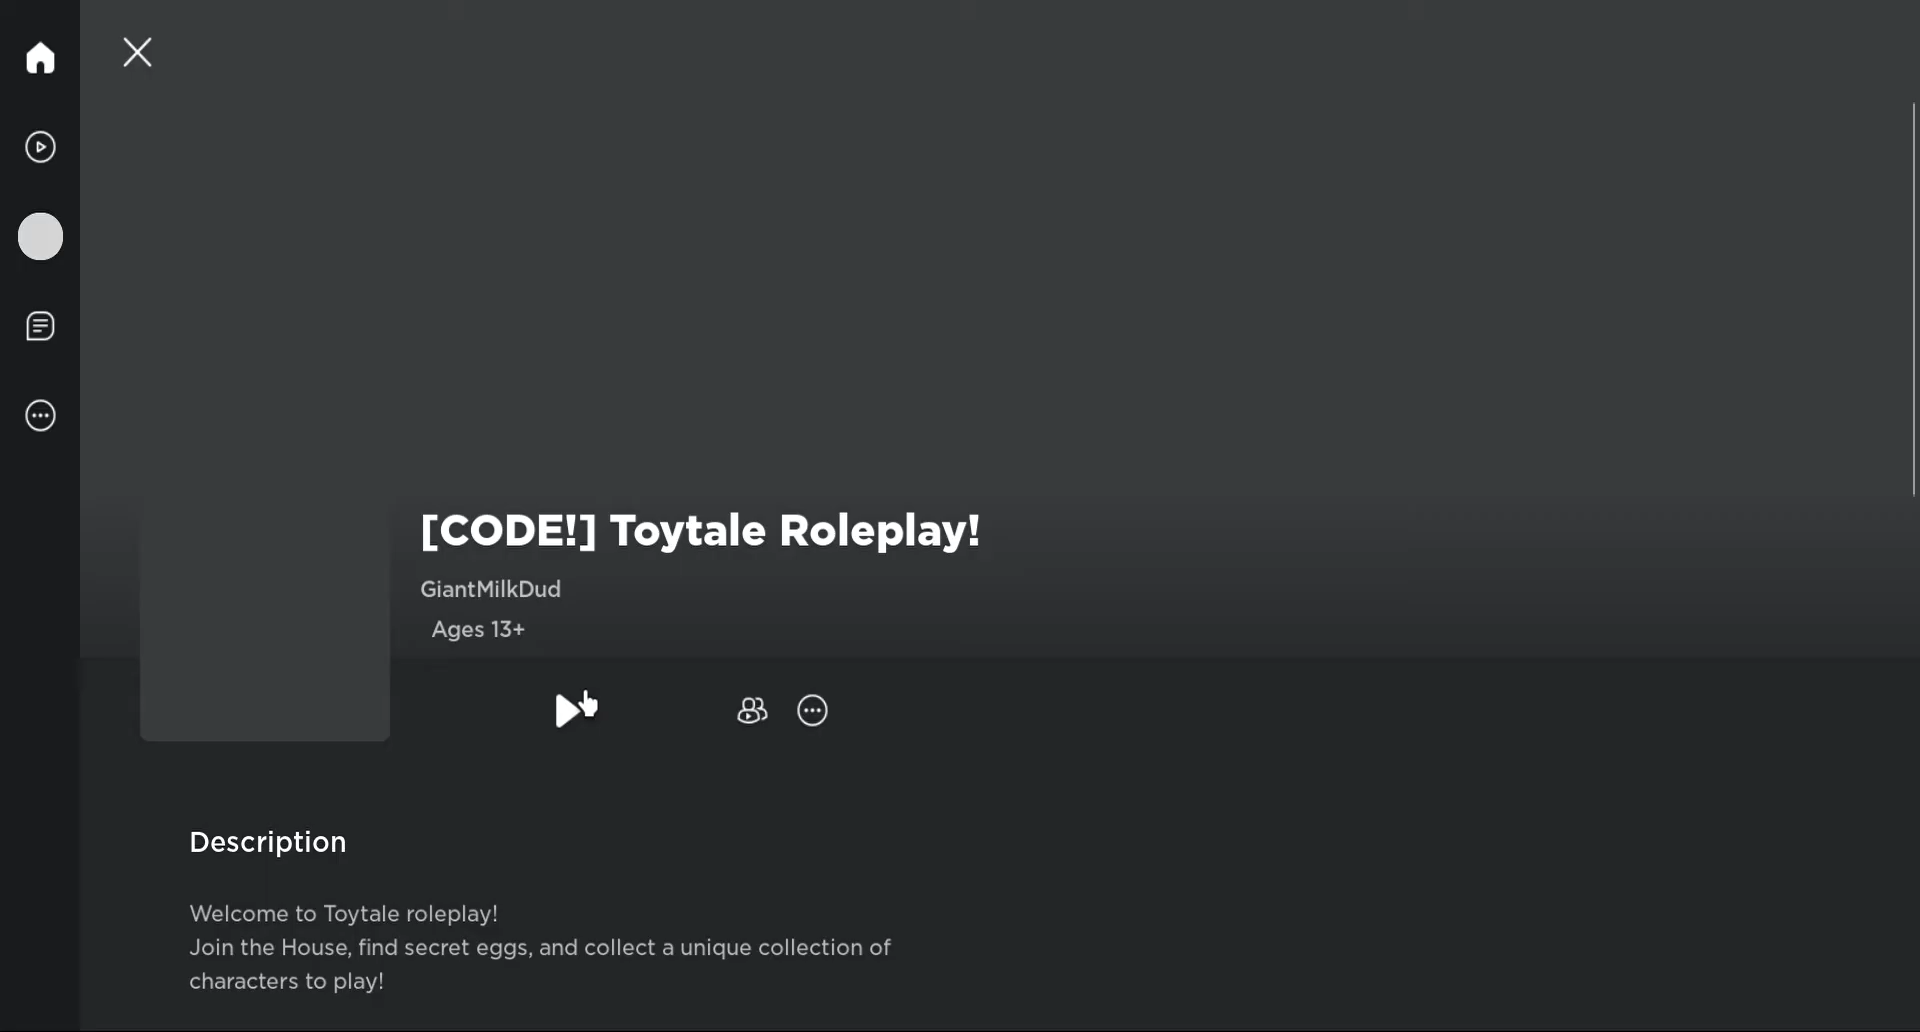 [CODE!] Toytale Roleplay!
GiantMilkDud
Ages 13+
Description
Welcome to Toytale roleplay!
Join the House, find secret eggs, and collect a unique collection of
characters to play!